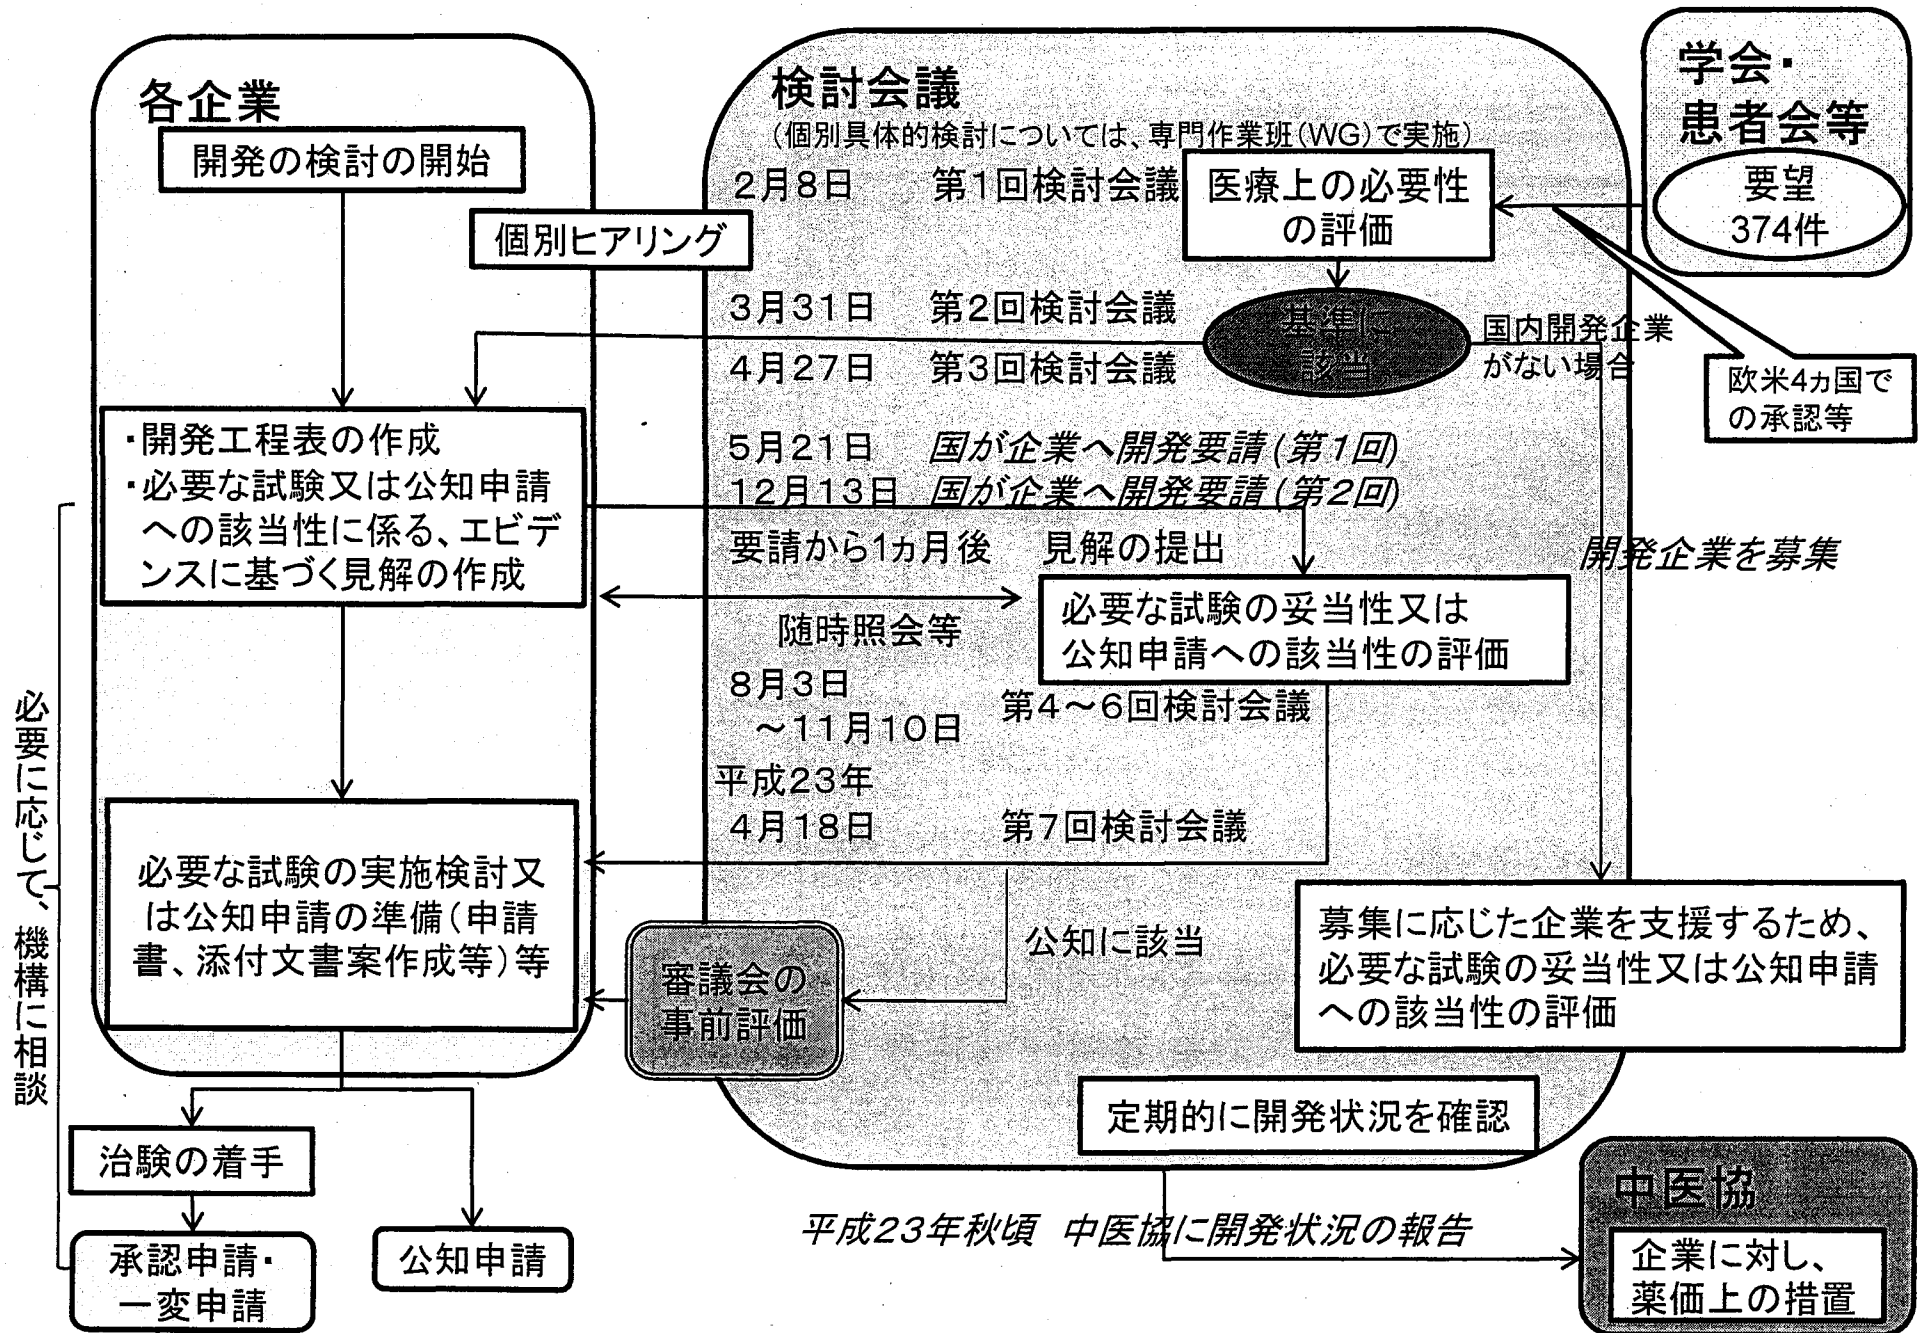 各企業
開発の検討の開始
個別ヒアリング
・開発工程表の作成
・必要な試験又は公知申請
への該当性に係る、エビデ
ンスに基づく見解の作成
必要な試験の実施検討又
は公知申請の準備(申請
書、添付文書案作成等)等
治験の着手
承認申請・
一変申請
公知申請
必要に応じて、機構に相談
検討会議
(個別具体的検討については、専門作業班(WG)で実施)
2月8日 第1回検討会議
医療上の必要性
の評価
3月31日 第2回検討会議
基準に
該当
4月27日 第3回検討会議
国内開発企業
がない場合
5月21日 国が企業へ開発要請(第1回)
12月13日 国が企業へ開発要請(第2回)
要請から1ヵ月後 見解の提出
開発企業を募集
必要な試験の妥当性又は
公知申請への該当性の評価
随時照会等
8月3日
~11月10日
第4~6回検討会議
平成23年
4月18日 第7回検討会議
公知に該当
審議会の
事前評価
募集に応じた企業を支援するため、
必要な試験の妥当性又は公知申請
への該当性の評価
定期的に開発状況を確認
平成23年秋頃 中医協に開発状況の報告
学会・
患者会等
要望
374件
欧米4ヵ国で
の承認等
中医協
企業に対し、
薬価上の措置